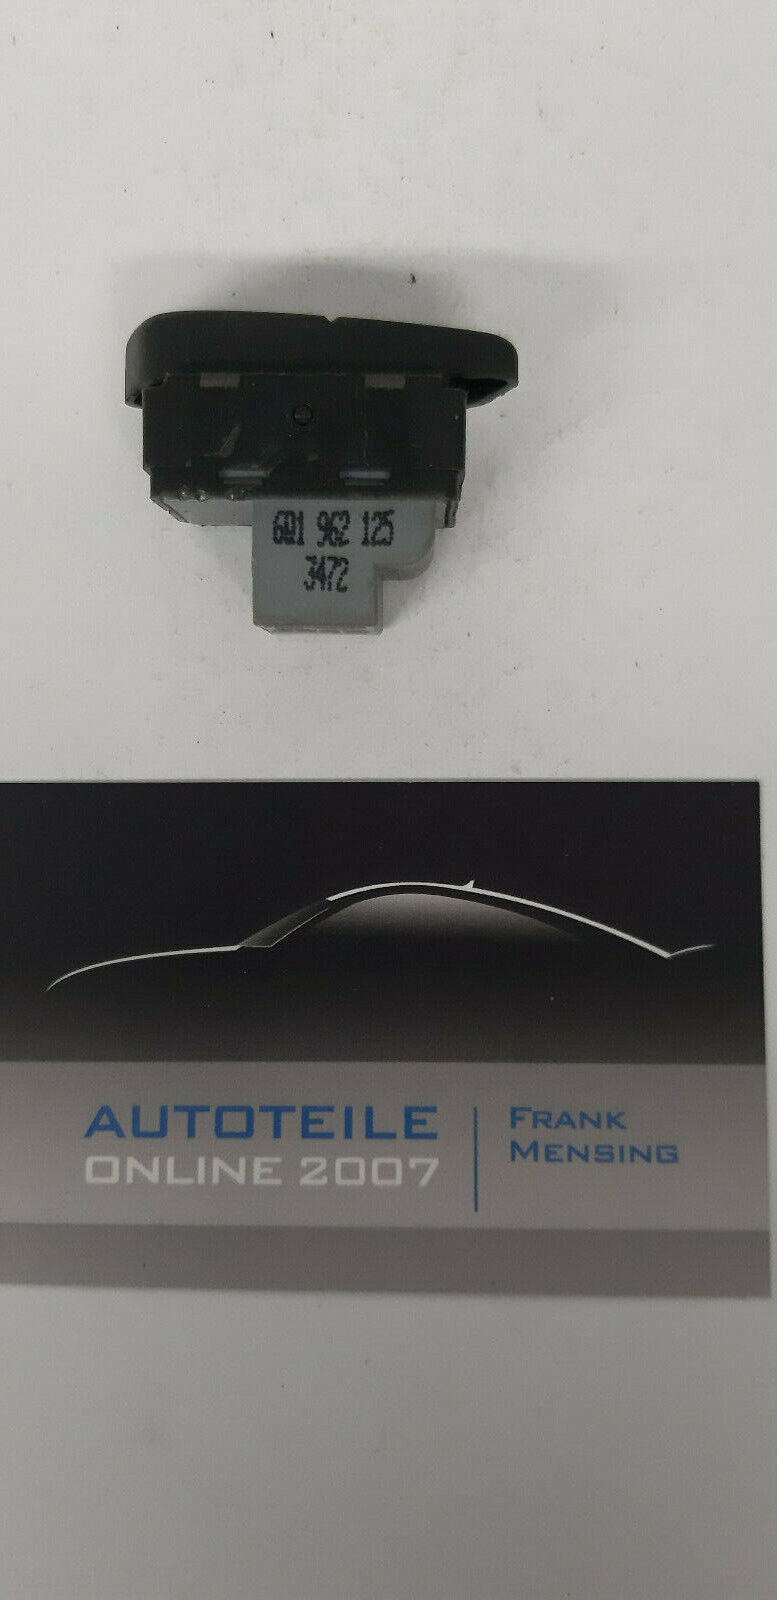 6Q1 962 125
3472
AUTOTEILE
ONLINE 2007
FRANK
MENSING